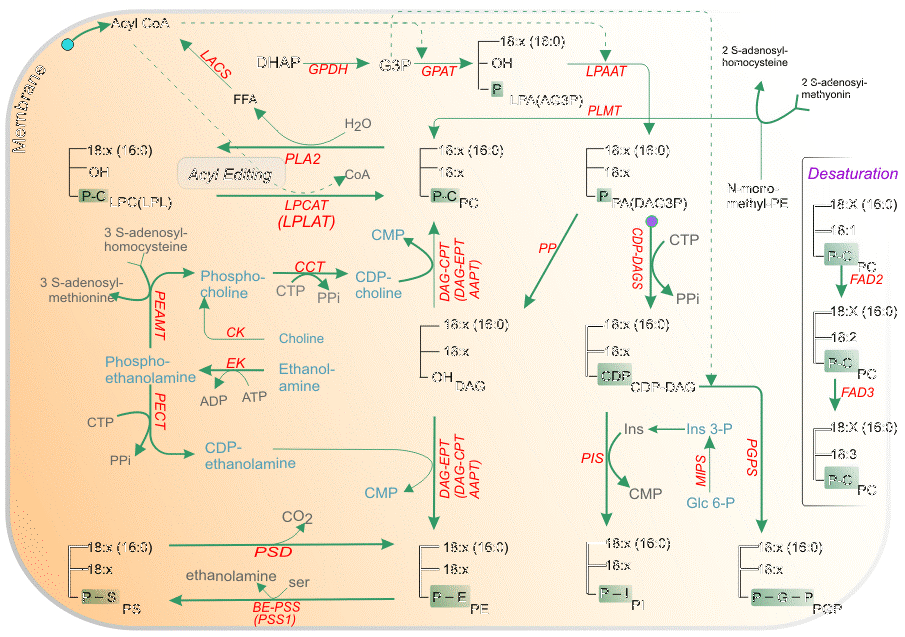 Membrane
Acyl CoA
LACS
FFA
H2O
PLA2
DHAP
GPDH
G3P
GPAT
18:x (16:0)
OH
P
LPA(AG3P)
LPAAT
PLMT
2 S-adenosyl-
homocysteine
2 S-adenosyl-
methyonin
N-mono-
methyl-PE
18:x (16:0)
OH
P-C
LPC(LPL)
Acyl Editing
CoA
LPCAT
(LPLAT)
18:x (16:0)
18:x
P-C
PC
18:x (16:0)
18:x
P
PA(DAG3P)
Desaturation
18:X (16:0)
18:1
P-C
PC
FAD2
18:X (16:0)
18:2
P-C
PC
FAD3
18:X (16:0)
18:3
P-C
PC
3 S-adenosyl-
homocysteine
3 S-adenosyl-
methionine
PEAMT
Phospho-
choline
CCT
CTP
PPi
CDP-
choline
CMP
DAG-CPT
(DAG-EPT
AAPT)
PP
CDP-DAGS
CTP
PPi
CK
Choline
Phospho-
ethanolamine
EK
Ethanol-
amine
ADP
ATP
PECT
CTP
PPi
CDP-
ethanolamine
CMP
DAG-EPT
(DAG-CPT
AAPT)
18:x (16:0)
18:x
OH
DAG
18:x (16:0)
18:x
CDP
CDP-DAG
PIS
Ins
CMP
Ins 3-P
MIPS
Glc 6-P
PGPS
18:x (16:0)
18:x
P – S
PS
PSD
CO2
ethanolamine
ser
BE-PSS
(PSS1)
18:x (16:0)
18:x
P – E
PE
18:x (16:0)
18:x
P – I
PI
18:x (16:0)
18:x
P – G – P
PGP